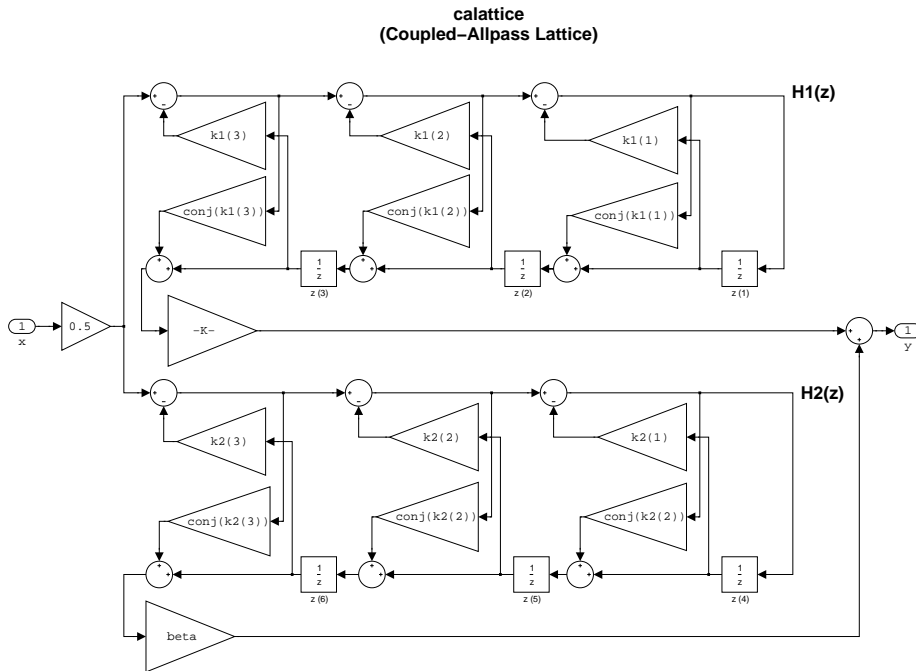 calattice
(Coupled−Allpass Lattice)
H1(z)
+ − + − + −
k1(3) k1(2) k1(1)
conj(k1(3)) conj(k1(2)) conj(k1(1))
+ + + + + +
1/z 1/z 1/z
z (3) z (2) z (1)
1 0.5 −K− + + 1
x y
H2(z)
+ − + − + −
k2(3) k2(2) k2(1)
conj(k2(3)) conj(k2(2)) conj(k2(2))
+ + + + + +
1/z 1/z 1/z
z (6) z (5) z (4)
beta